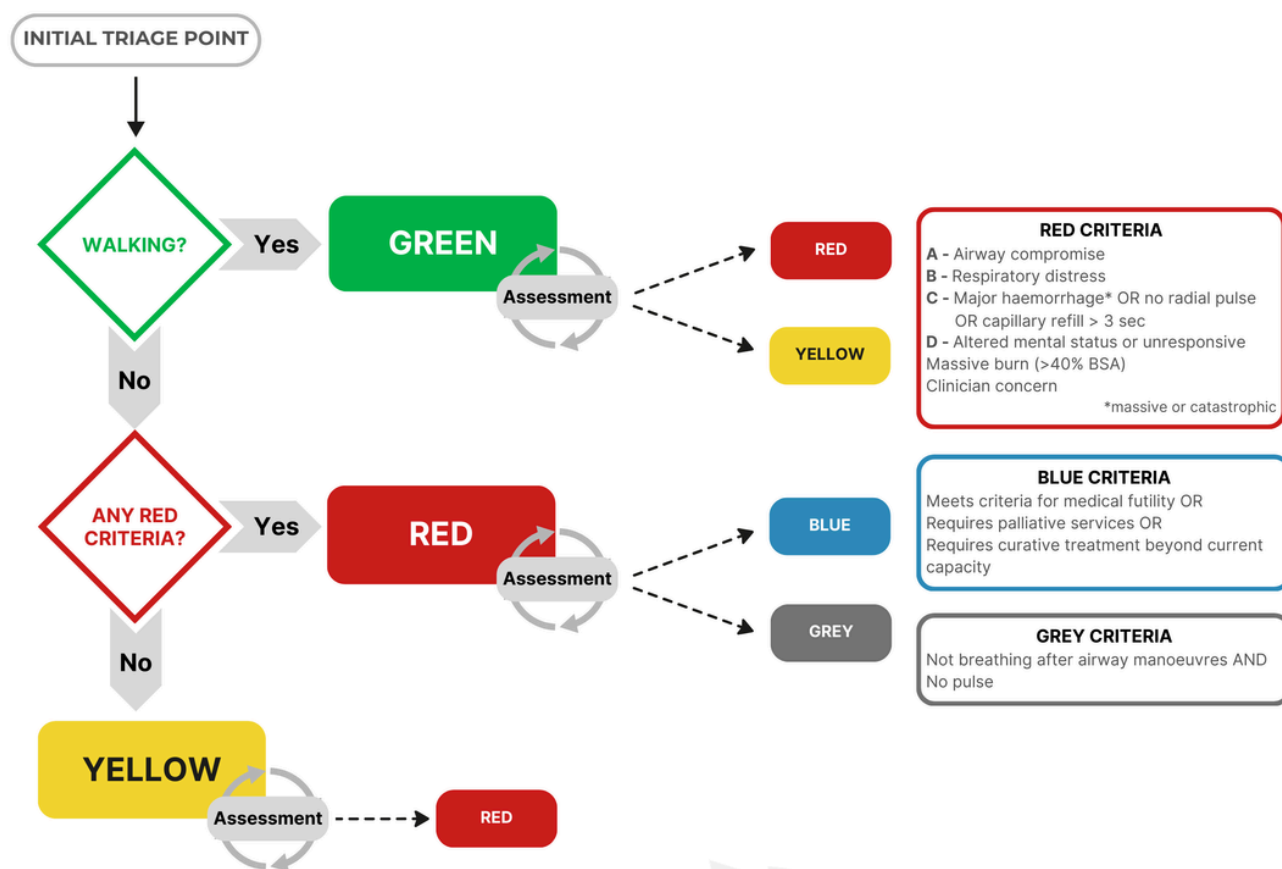 INITIAL TRIAGE POINT
WALKING?
Yes
GREEN
Assessment
RED
YELLOW
RED CRITERIA
A - Airway compromise
B - Respiratory distress
C - Major haemorrhage* OR no radial pulse
OR capillary refill > 3 sec
D - Altered mental status or unresponsive
Massive burn (>40% BSA)
Clinician concern
*massive or catastrophic
No
ANY RED
CRITERIA?
Yes
RED
Assessment
BLUE
GREY
BLUE CRITERIA
Meets criteria for medical futility OR
Requires palliative services OR
Requires curative treatment beyond current
capacity
GREY CRITERIA
Not breathing after airway manoeuvres AND
No pulse
No
YELLOW
Assessment
RED